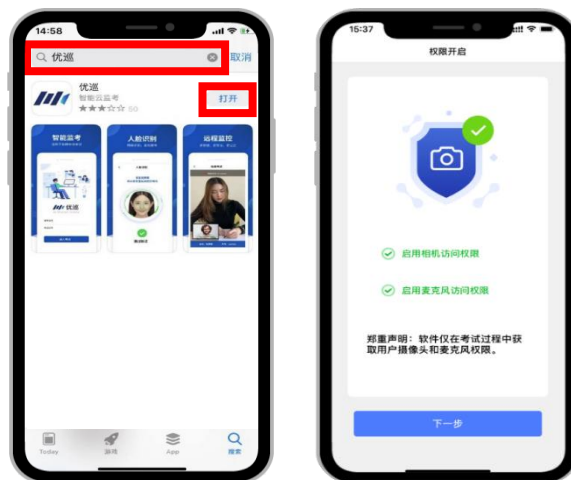 14:58
优巡
取消
优巡
智能云监考
50
打开
智能监考
人脸识别
远程监控
优巡
Today
游戏
App
搜索
15:37
权限开启
启用相机访问权限
启用麦克风访问权限
郑重声明：软件仅在考试过程中获
取用户摄像头和麦克风权限。
下一步